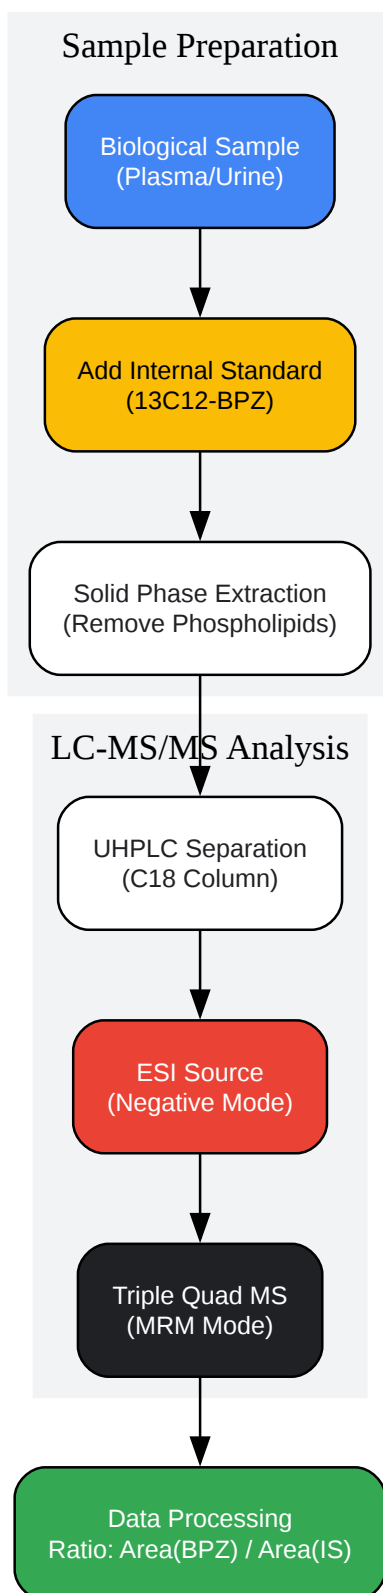 Sample Preparation
Biological Sample
(Plasma/Urine)
Add Internal Standard
(13C12-BPZ)
Solid Phase Extraction
(Remove Phospholipids)
LC-MS/MS Analysis
UHPLC Separation
(C18 Column)
ESI Source
(Negative Mode)
Triple Quad MS
(MRM Mode)
Data Processing
Ratio: Area(BPZ) / Area(IS)